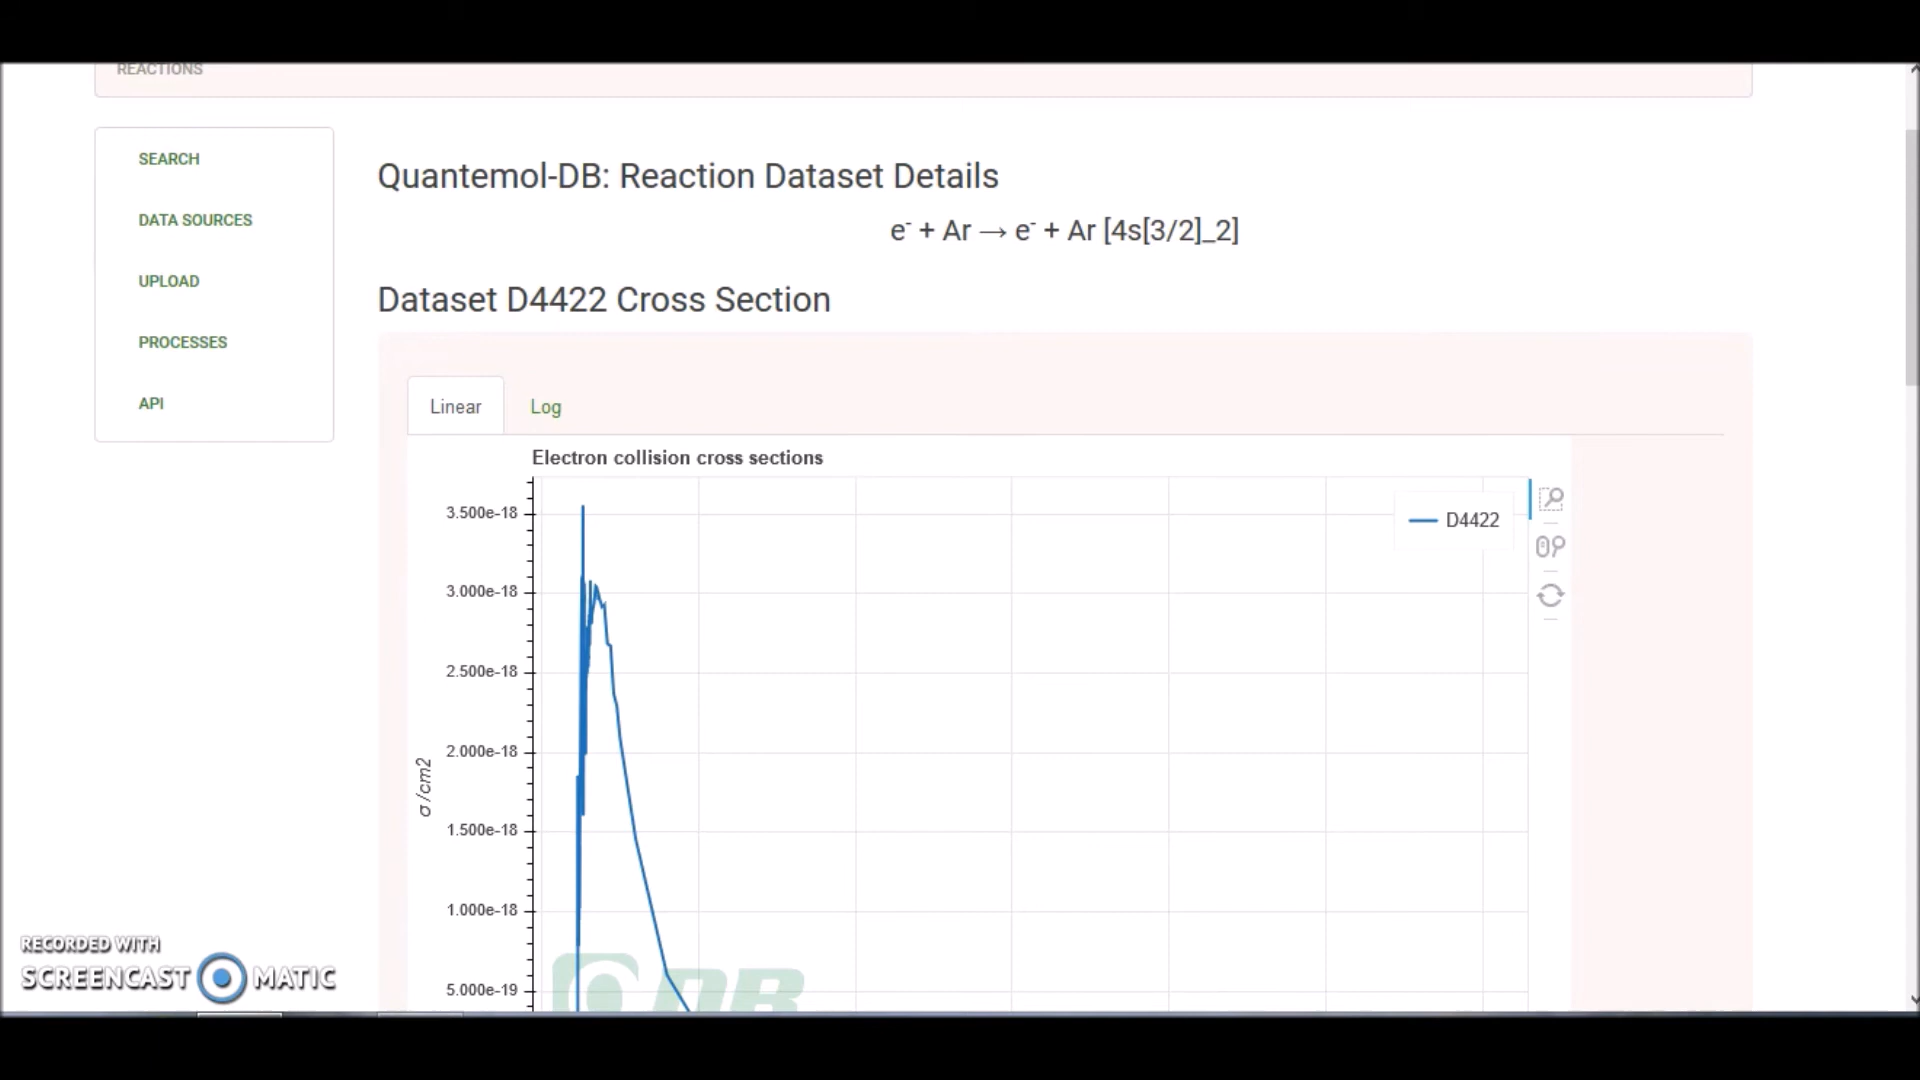 REACTIONS
SEARCH
DATA SOURCES
UPLOAD
PROCESSES
API
Quantemol-DB: Reaction Dataset Details
e⁻ + Ar → e⁻ + Ar [4s[3/2]_2]
Dataset D4422 Cross Section
Linear
Log
Electron collision cross sections
D4422
3.500e-18
3.000e-18
2.500e-18
2.000e-18
1.500e-18
1.000e-18
5.000e-19
σ /cm2
DB
RECORDED WITH
SCREENCAST MATIC